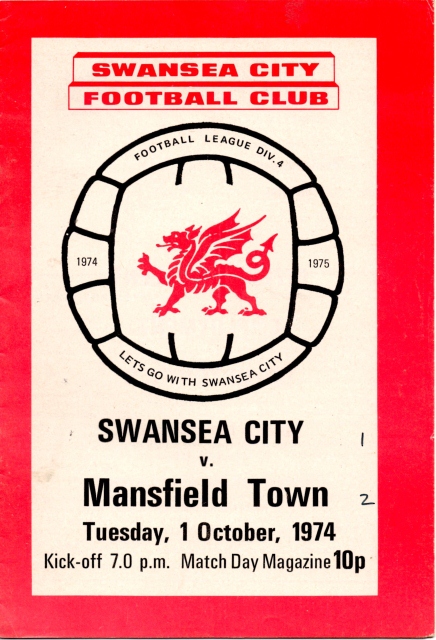 SWANSEA CITY
FOOTBALL CLUB
FOOTBALL LEAGUE DIV.4
1974
1975
LETS GO WITH SWANSEA CITY
SWANSEA CITY 1
v.
Mansfield Town 2
Tuesday, 1 October, 1974
Kick-off 7.0 p.m. Match Day Magazine 10p